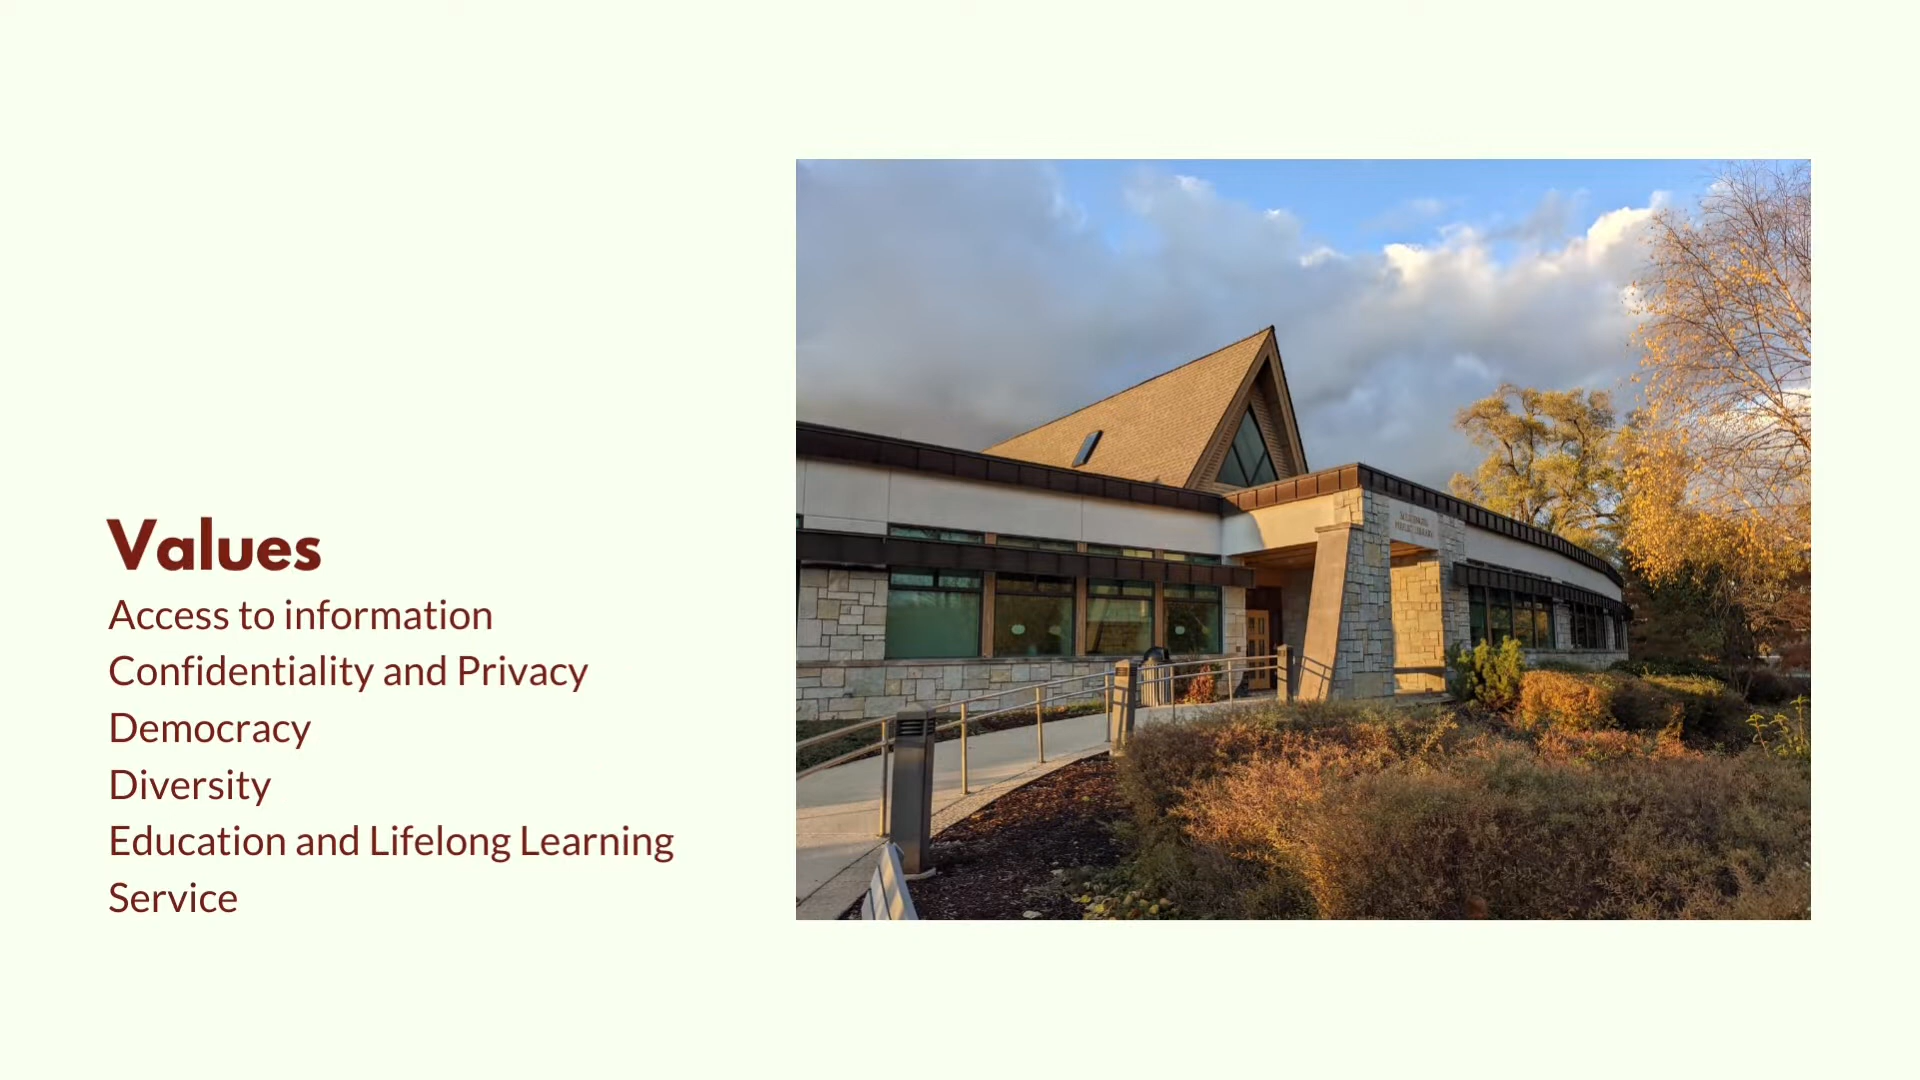 Values
Access to information
Confidentiality and Privacy
Democracy
Diversity
Education and Lifelong Learning
Service